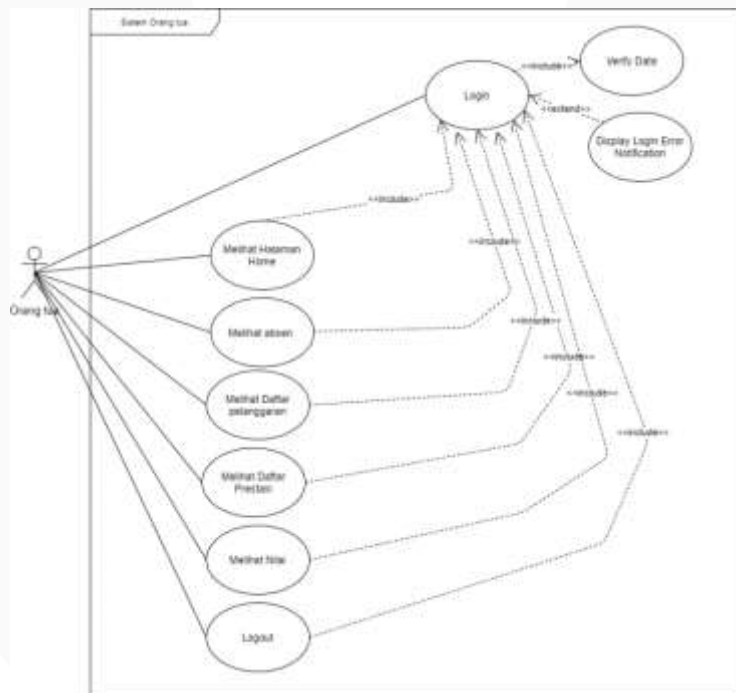 Sistem Orang tua
Login
<<include>>
Verify Data
<<extend>>
Display Login Error
Notification
<<include>>
Melihat Halaman
Home
<<include>>
Orang tua
Melihat absen
<<include>>
<<include>>
Melihat Daftar
pelanggaran
<<include>>
<<include>>
Melihat Daftar
Prestasi
Melihat Nilai
Logout